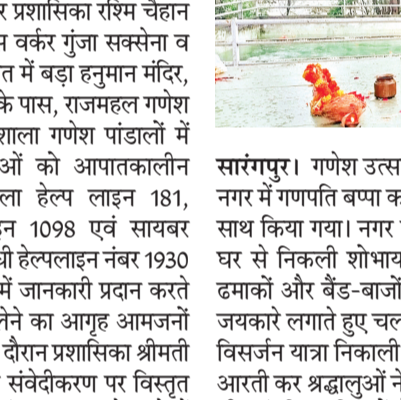 र प्रशासिका रश्मि चौहान
वर्कर गुंजा सक्सेना व
त में बड़ा हनुमान मंदिर,
के पास, राजमहल गणेश
शाला गणेश पांडालों में
ओं को आपातकालीन
ला हेल्प लाइन 181,
इन 1098 एवं सायबर
धी हेल्पलाइन नंबर 1930
में जानकारी प्रदान करते
लेने का आगृह आमजनों
दौरान प्रशासिका श्रीमती
संवेदीकरण पर विस्तृत
सारंगपुर। गणेश उत्स
नगर में गणपति बप्पा क
साथ किया गया। नगर
घर से निकली शोभाय
ढमाकों और बैंड-बाजों
जयकारे लगाते हुए चल
विसर्जन यात्रा निकाली
आरती कर श्रद्धालुओं ने